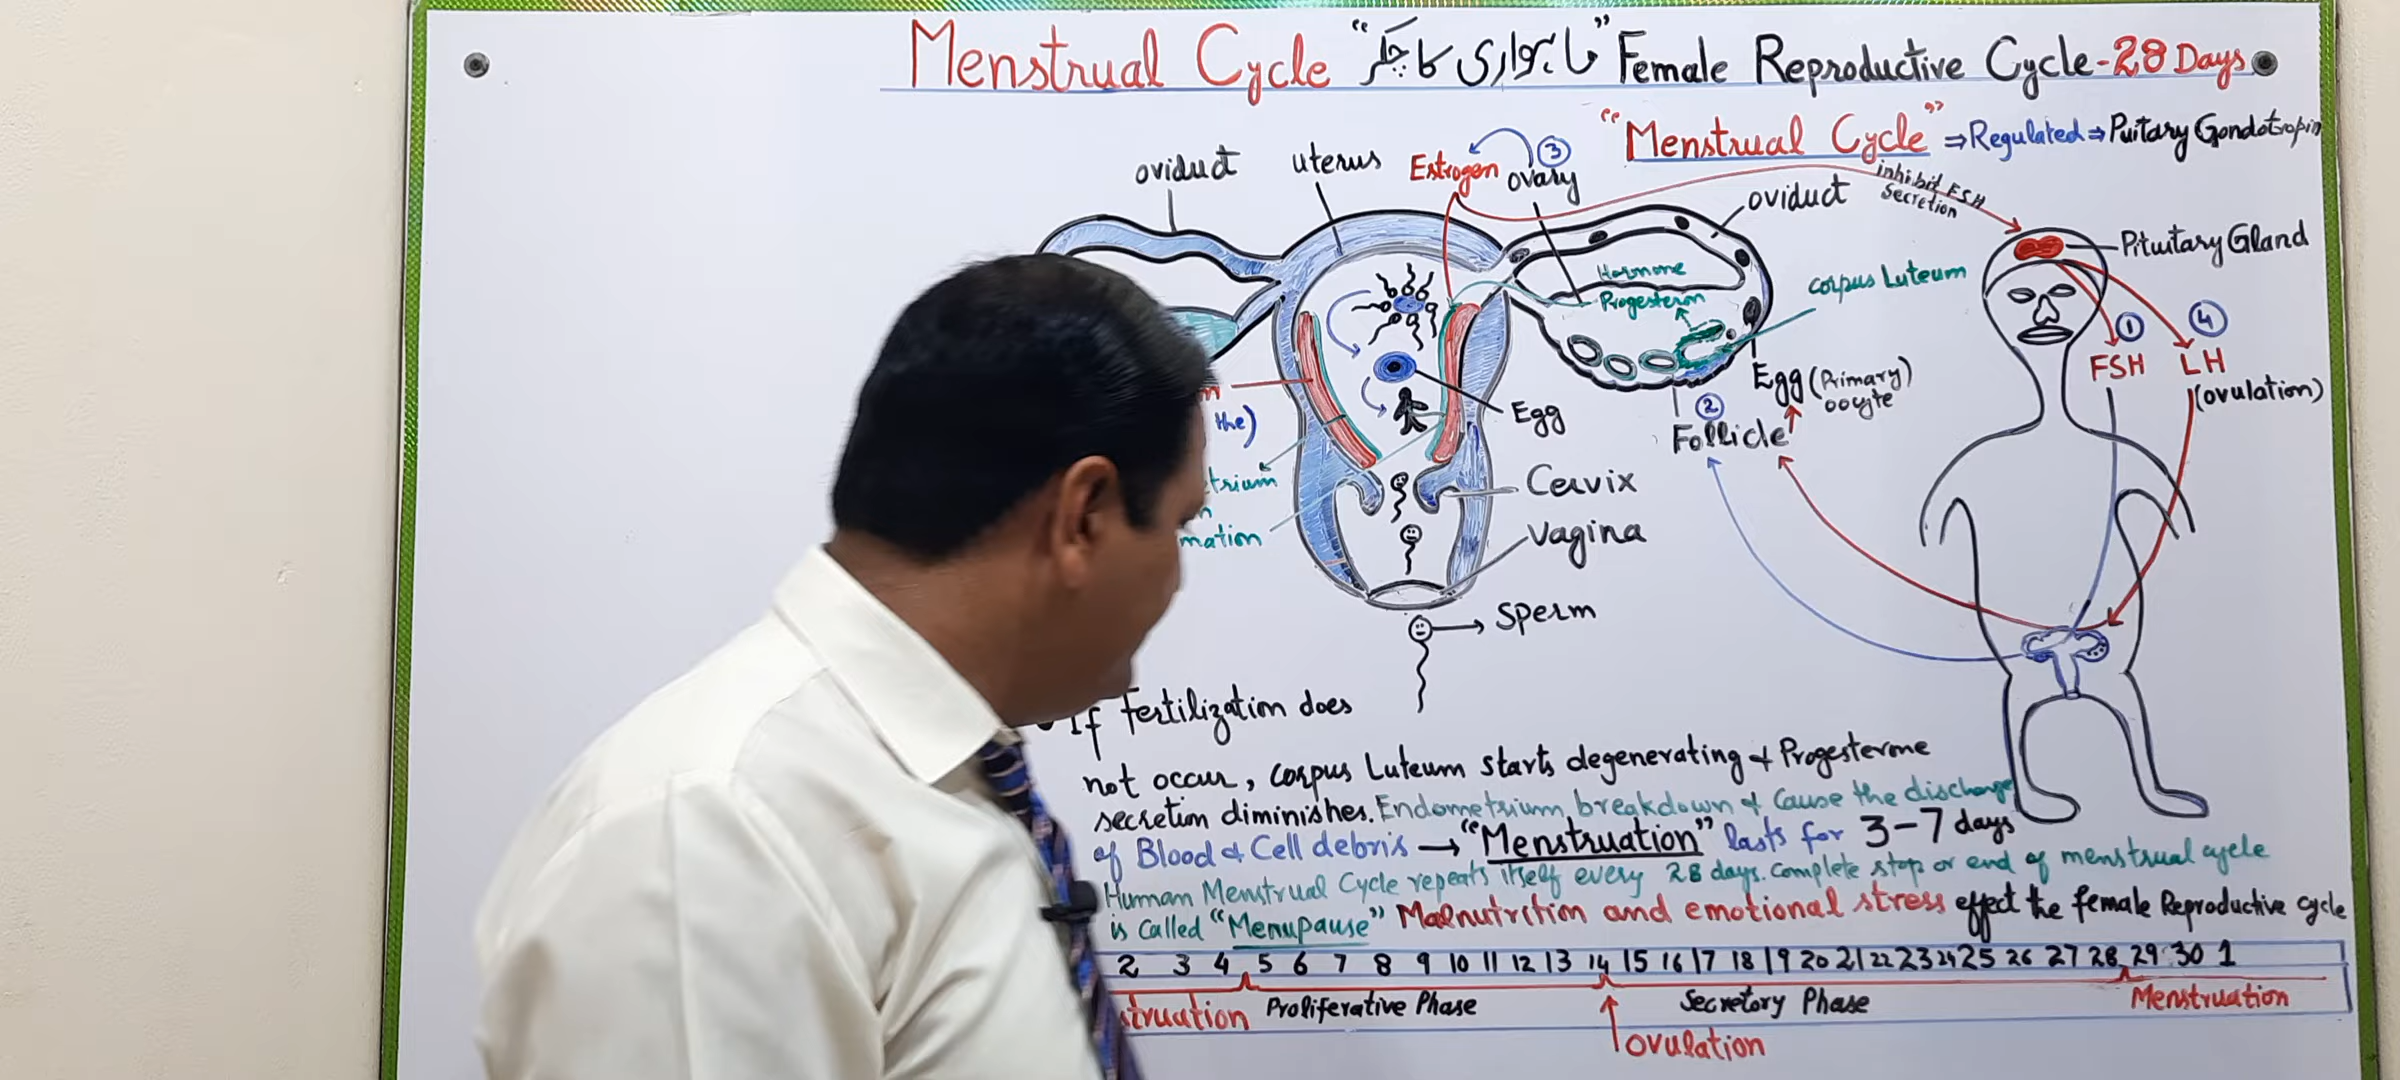 Menstrual Cycle “ماہواری کا چکر” Female Reproductive Cycle-28 Days
“Menstrual Cycle” ⇒ Regulated ⇒ Puitary Gondotropin
oviduct
uterus
Estrogen
③
ovary
inhibit FSH
Secretion
oviduct
Pituitary Gland
Hormone
Progesteron
corpus Luteum
①
FSH
④
LH
(ovulation)
Egg (Primary)
oocyte
②
Follicle
the)
Egg
trium
mation
Cervix
Vagina
Sperm
• If Fertilization does
not occur, corpus Luteum starts degenerating & Progesterone
secretion diminishes. Endometrium breakdown & Cause the discharge
of Blood & Cell debris → “Menstruation” lasts for 3-7 days
Human Menstrual Cycle repeats itself every 28 days. complete stop or end of menstrual cycle
is called “Menupause” Malnutrition and emotional stress effect the female Reproductive cycle
2 3 4 5 6 7 8 9 10 11 12 13 14 15 16 17 18 19 20 21 22 23 24 25 26 27 28 29 30 1
struation Proliferative Phase Secretory Phase Menstruation
ovulation